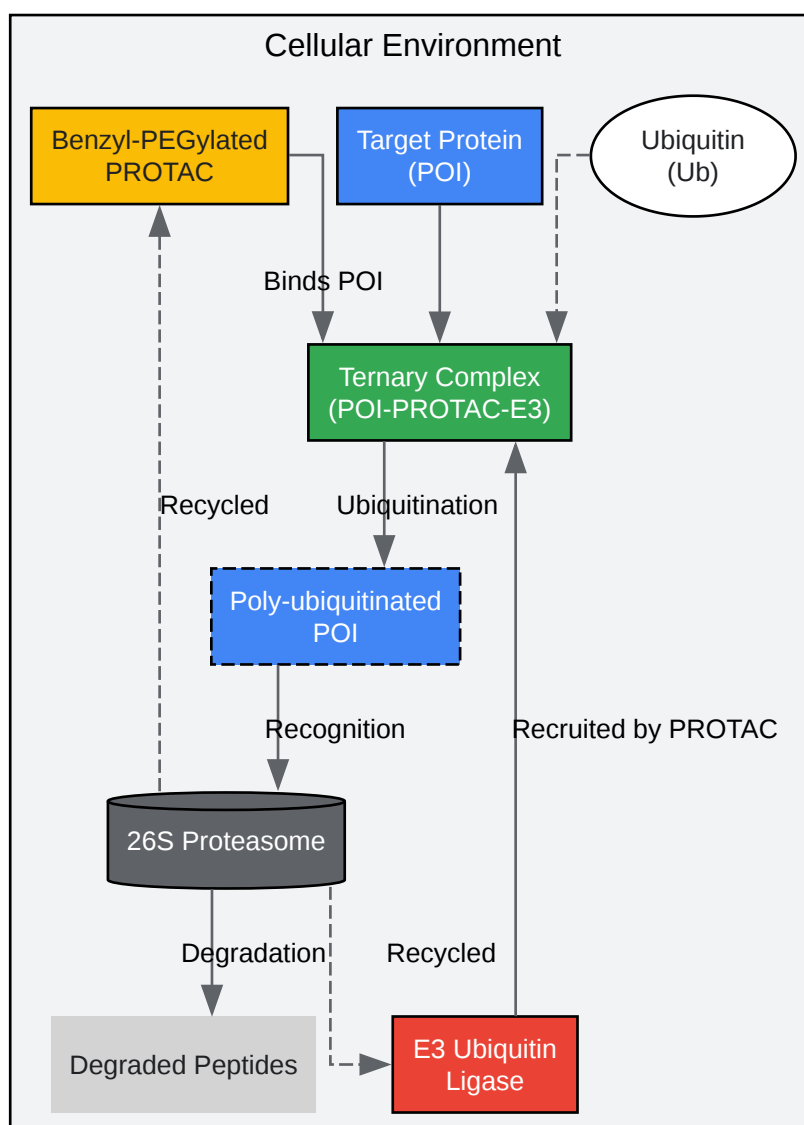 Cellular Environment
Benzyl-PEGylated
PROTAC
Target Protein
(POI)
Ubiquitin
(Ub)
Binds POI
Ternary Complex
(POI-PROTAC-E3)
Recycled
Ubiquitination
Poly-ubiquitinated
POI
Recognition
Recruited by PROTAC
26S Proteasome
Degradation
Recycled
Degraded Peptides
E3 Ubiquitin
Ligase